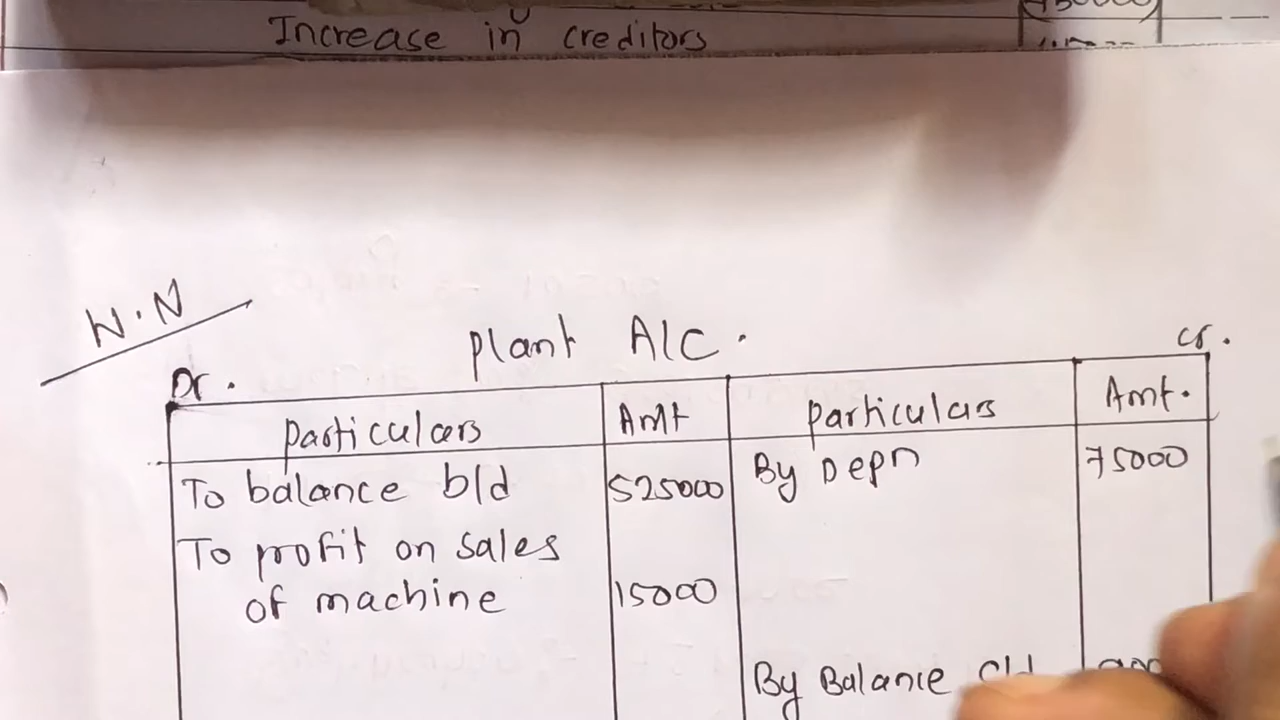 Increase in creditors
W.N
Plant A/C.
Dr. Cr.
Particulars Amt Particulars Amt.
To balance b/d 525000 By Depn 75000
To profit on sales
of machine 15000
By Balance